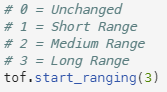 # 0 = Unchanged
# 1 = Short Range
# 2 = Medium Range
# 3 = Long Range
tof.start_ranging(3)